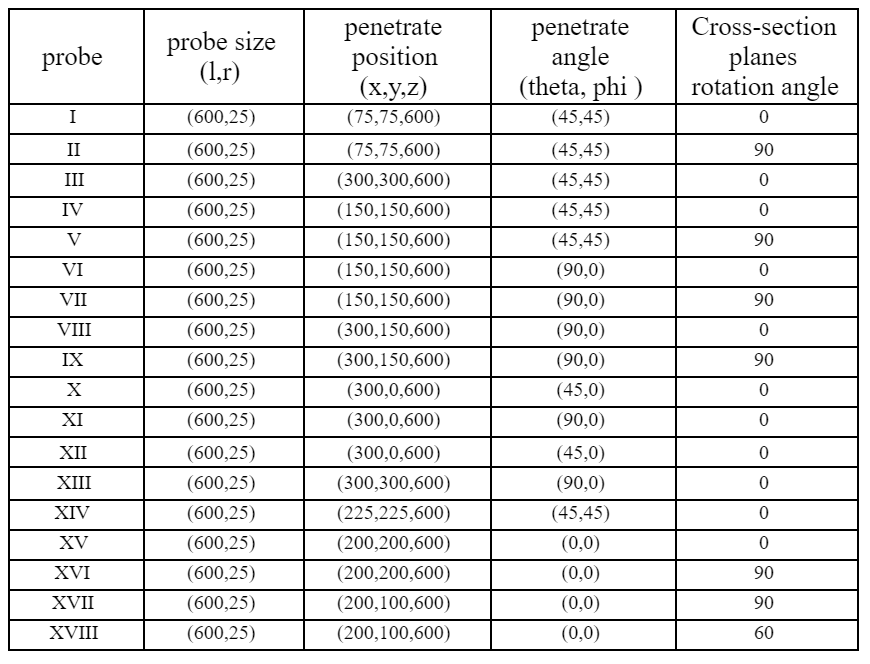 probe | probe size (l,r) | penetrate position (x,y,z) | penetrate angle (theta, phi ) | Cross-section planes rotation angle
I | (600,25) | (75,75,600) | (45,45) | 0
II | (600,25) | (75,75,600) | (45,45) | 90
III | (600,25) | (300,300,600) | (45,45) | 0
IV | (600,25) | (150,150,600) | (45,45) | 0
V | (600,25) | (150,150,600) | (45,45) | 90
VI | (600,25) | (150,150,600) | (90,0) | 0
VII | (600,25) | (150,150,600) | (90,0) | 90
VIII | (600,25) | (300,150,600) | (90,0) | 0
IX | (600,25) | (300,150,600) | (90,0) | 90
X | (600,25) | (300,0,600) | (45,0) | 0
XI | (600,25) | (300,0,600) | (90,0) | 0
XII | (600,25) | (300,0,600) | (45,0) | 0
XIII | (600,25) | (300,300,600) | (90,0) | 0
XIV | (600,25) | (225,225,600) | (45,45) | 0
XV | (600,25) | (200,200,600) | (0,0) | 0
XVI | (600,25) | (200,200,600) | (0,0) | 90
XVII | (600,25) | (200,100,600) | (0,0) | 90
XVIII | (600,25) | (200,100,600) | (0,0) | 60